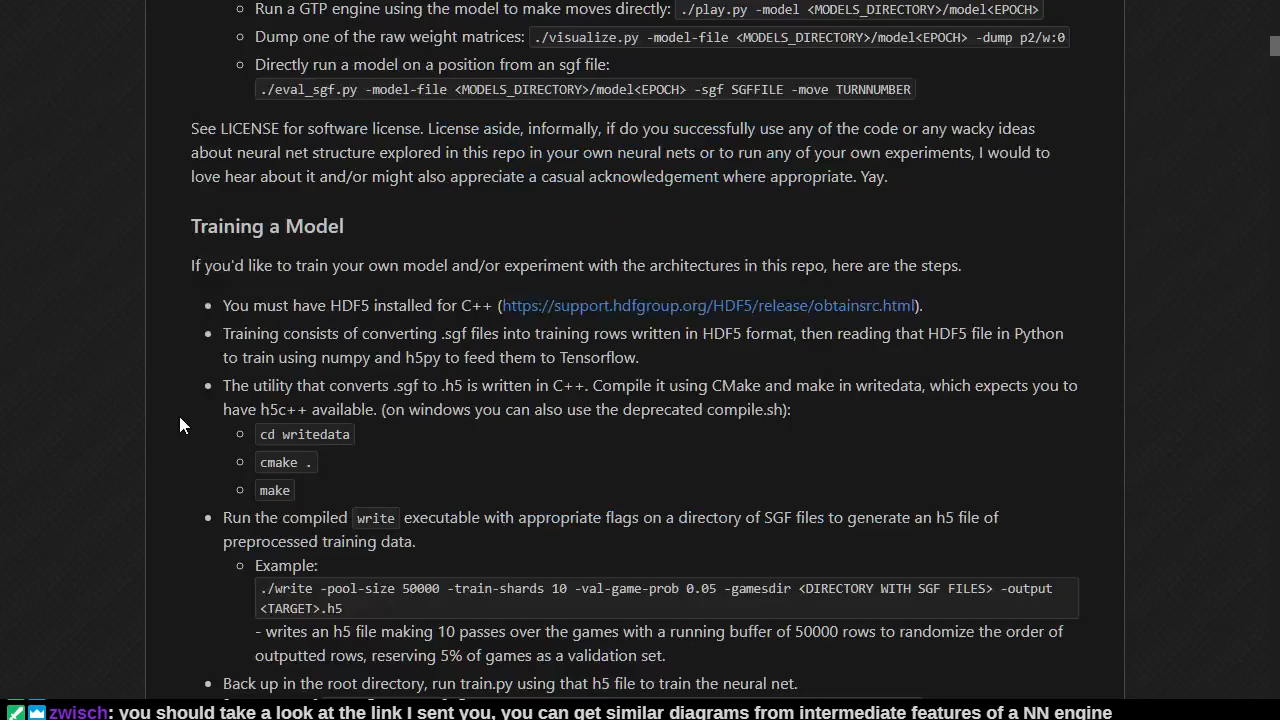 Run a GTP engine using the model to make moves directly: ./play.py -model <MODELS_DIRECTORY>/model<EPOCH>
Dump one of the raw weight matrices: ./visualize.py -model-file <MODELS_DIRECTORY>/model<EPOCH> -dump p2/w:0
Directly run a model on a position from an sgf file:
./eval_sgf.py -model-file <MODELS_DIRECTORY>/model<EPOCH> -sgf SGFFILE -move TURNNUMBER
See LICENSE for software license. License aside, informally, if do you successfully use any of the code or any wacky ideas
about neural net structure explored in this repo in your own neural nets or to run any of your own experiments, I would to
love hear about it and/or might also appreciate a casual acknowledgement where appropriate. Yay.
Training a Model
If you'd like to train your own model and/or experiment with the architectures in this repo, here are the steps.
You must have HDF5 installed for C++ (https://support.hdfgroup.org/HDF5/release/obtainsrc.html).
Training consists of converting .sgf files into training rows written in HDF5 format, then reading that HDF5 file in Python
to train using numpy and h5py to feed them to Tensorflow.
The utility that converts .sgf to .h5 is written in C++. Compile it using CMake and make in writedata, which expects you to
have h5c++ available. (on windows you can also use the deprecated compile.sh):
cd writedata
cmake .
make
Run the compiled write executable with appropriate flags on a directory of SGF files to generate an h5 file of
preprocessed training data.
Example:
./write -pool-size 50000 -train-shards 10 -val-game-prob 0.05 -gamesdir <DIRECTORY WITH SGF FILES> -output
<TARGET>.h5
- writes an h5 file making 10 passes over the games with a running buffer of 50000 rows to randomize the order of
outputted rows, reserving 5% of games as a validation set.
Back up in the root directory, run train.py using that h5 file to train the neural net.
zwisch: you should take a look at the link I sent you, you can get similar diagrams from intermediate features of a NN engine